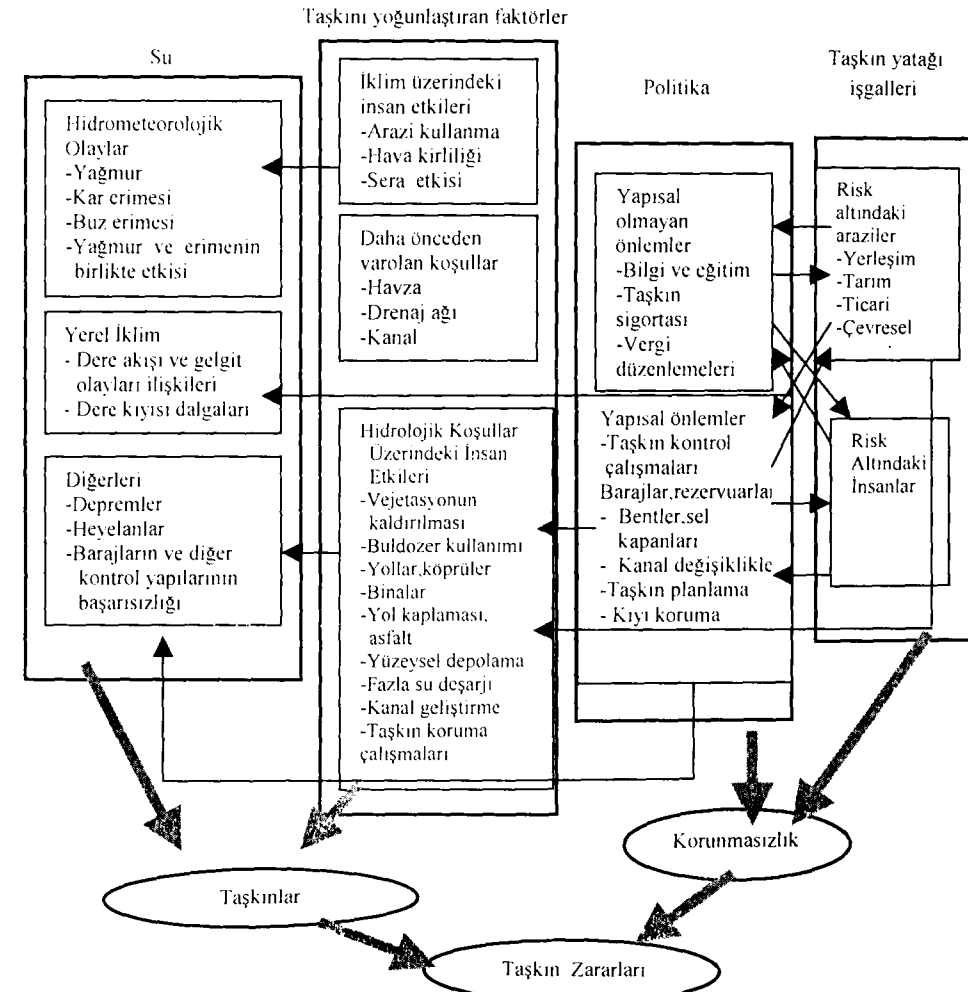 Taşkını yoğunlaştıran faktörler
Su
Hidrometeorolojik
Olaylar
-Yağmur
-Kar erimesi
-Buz erimesi
-Yağmur ve erimenin
birlikte etkisi
Yerel İklim
- Dere akışı ve gelgit
olayları ilişkileri
- Dere kıyısı dalgaları
Diğerleri
-Depremler
-Heyelanlar
-Barajların ve diğer
kontrol yapılarının
başarısızlığı
İklim üzerindeki
insan etkileri
-Arazi kullanma
-Hava kirliliği
-Sera etkisi
Daha önceden
varolan koşullar
-Havza
-Drenaj ağı
-Kanal
Hidrolojik Koşullar
Üzerindeki İnsan
Etkileri
-Vejetasyonun
kaldırılması
-Buldozer kullanımı
-Yollar,köprüler
-Binalar
-Yol kaplaması,
asfalt
-Yüzeysel depolama
-Fazla su deşarjı
-Kanal geliştirme
-Taşkın koruma
çalışmaları
Politika
Yapısal
olmayan
önlemler
-Bilgi ve eğitim
-Taşkın
sigortası
-Vergi
düzenlemeleri
Yapısal önlemler
-Taşkın kontrol
çalışmaları
Barajlar,rezervuarlar
- Bentler,sel
kapanları
- Kanal değişiklikle
-Taşkın planlama
- Kıyı koruma
Taşkın yatağı
işgalleri
Risk
altındaki
araziler
-Yerleşim
-Tarım
-Ticari
-Çevresel
Risk
Altındaki
İnsanlar
Korunmasızlık
Taşkınlar
Taşkın Zararları